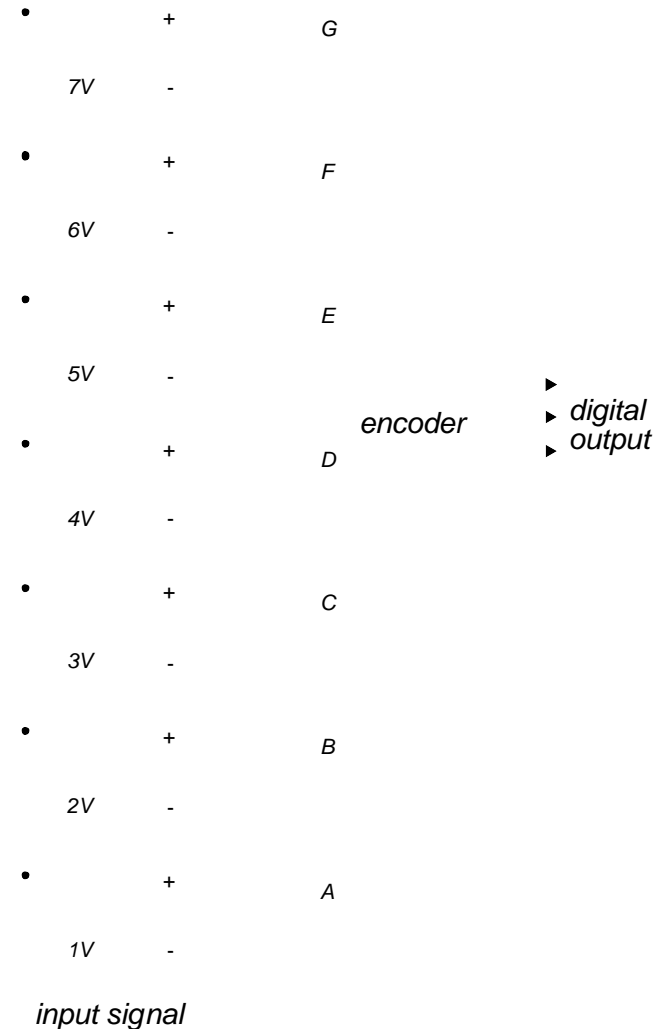 + G
7V -
+ F
6V -
+ E
5V -
encoder
digital
output
+ D
4V -
+ C
3V -
+ B
2V -
+ A
1V -
input signal